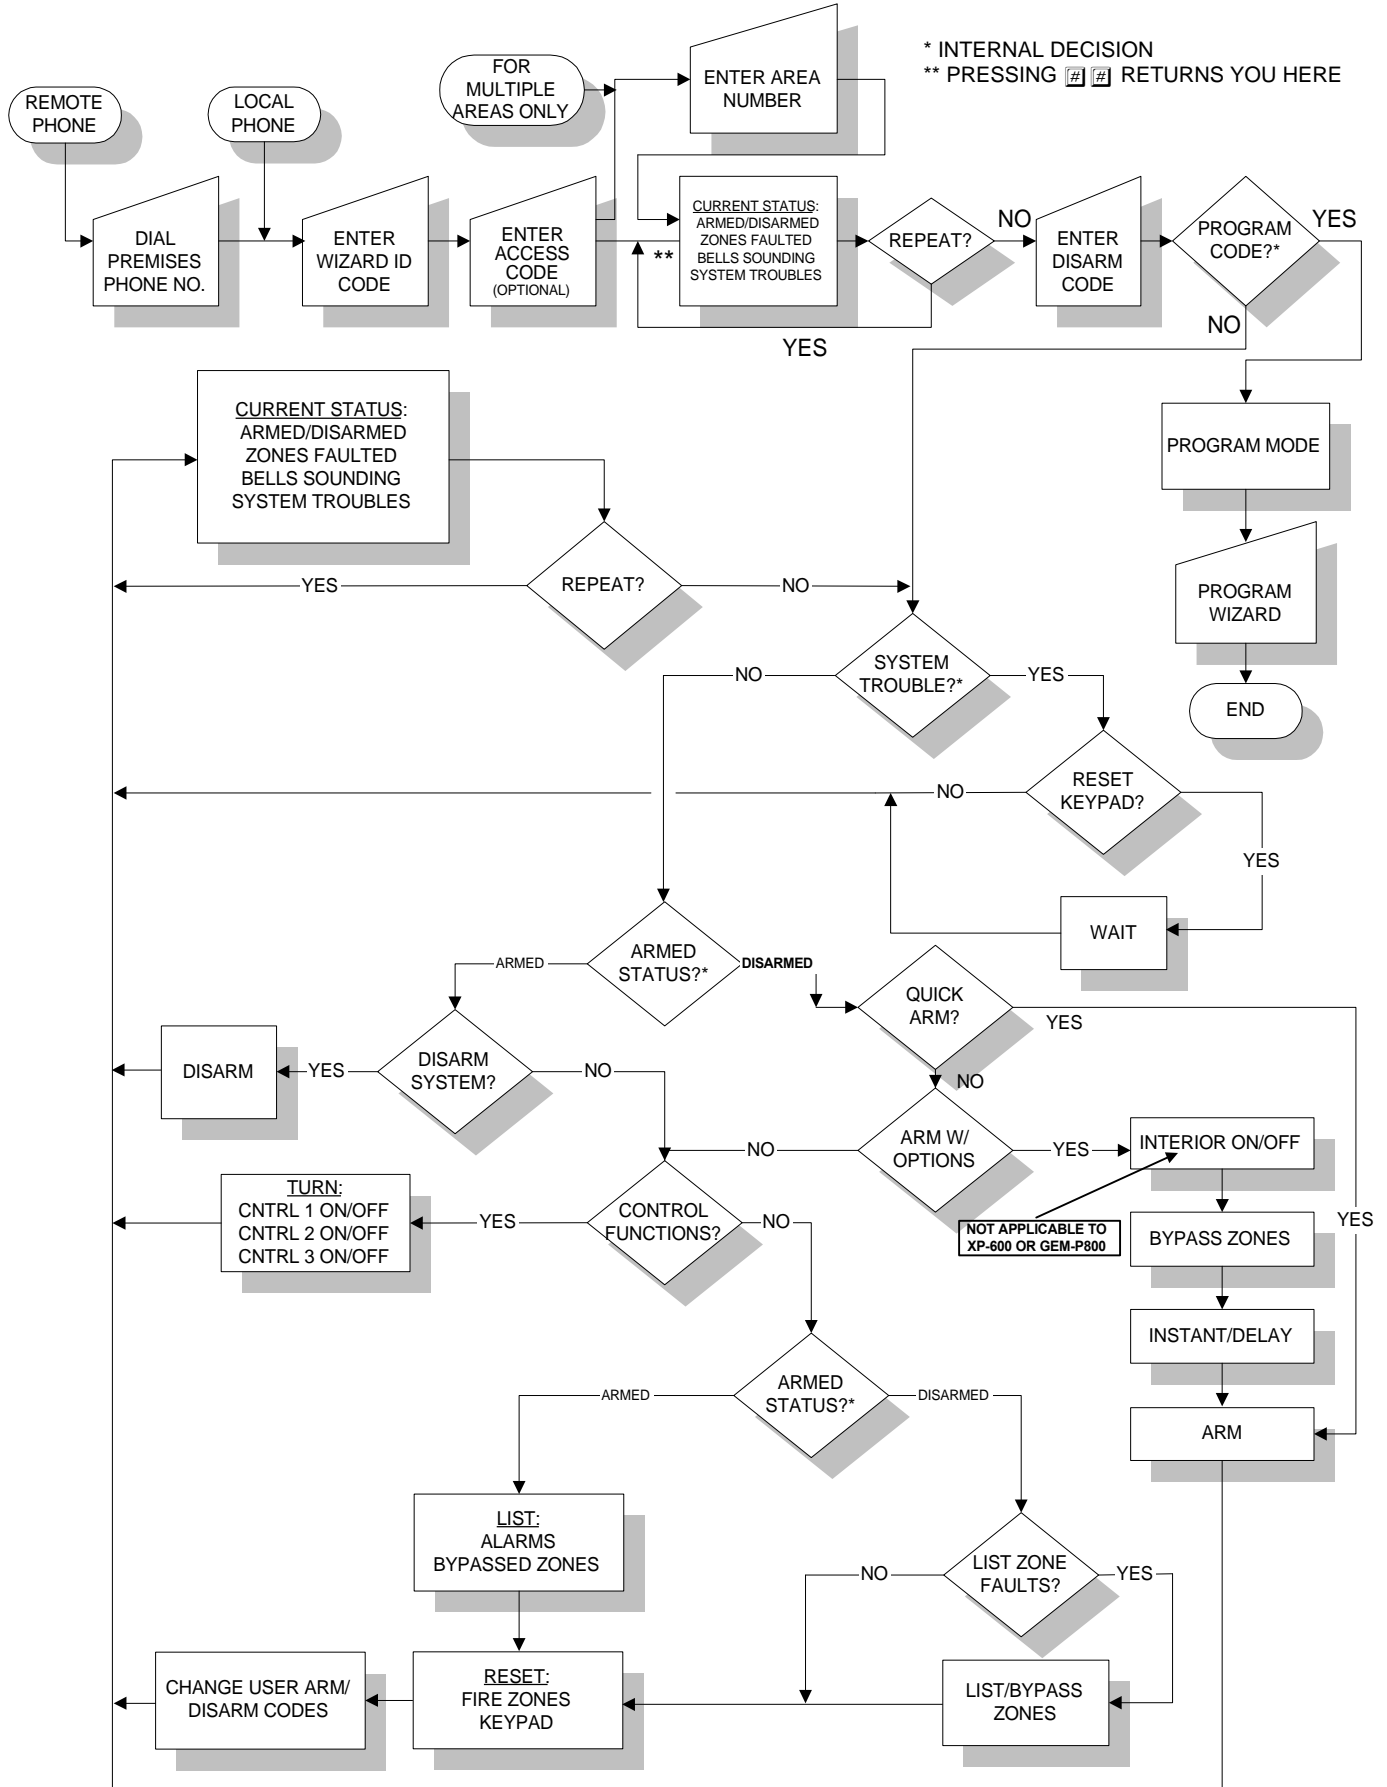 * INTERNAL DECISION
** PRESSING # # RETURNS YOU HERE
REMOTE
PHONE
LOCAL
PHONE
FOR
MULTIPLE
AREAS ONLY
ENTER AREA
NUMBER
DIAL
PREMISES
PHONE NO.
ENTER
WIZARD ID
CODE
ENTER
ACCESS
CODE
(OPTIONAL)
**
CURRENT STATUS:
ARMED/DISARMED
ZONES FAULTED
BELLS SOUNDING
SYSTEM TROUBLES
REPEAT?
NO
YES
ENTER
DISARM
CODE
PROGRAM
CODE?*
YES
NO
CURRENT STATUS:
ARMED/DISARMED
ZONES FAULTED
BELLS SOUNDING
SYSTEM TROUBLES
PROGRAM MODE
YES
REPEAT?
NO
PROGRAM
WIZARD
END
NO
SYSTEM
TROUBLE?*
YES
NO
RESET
KEYPAD?
YES
WAIT
ARMED
ARMED
STATUS?*
DISARMED
QUICK
ARM?
YES
NO
DISARM
YES
DISARM
SYSTEM?
NO
NO
ARM W/
OPTIONS
YES
INTERIOR ON/OFF
NOT APPLICABLE TO
XP-600 OR GEM-P800
YES
TURN:
CNTRL 1 ON/OFF
CNTRL 2 ON/OFF
CNTRL 3 ON/OFF
YES
CONTROL
FUNCTIONS?
NO
BYPASS ZONES
INSTANT/DELAY
ARM
ARMED
ARMED
STATUS?*
DISARMED
LIST:
ALARMS
BYPASSED ZONES
NO
LIST ZONE
FAULTS?
YES
CHANGE USER ARM/
DISARM CODES
RESET:
FIRE ZONES
KEYPAD
LIST/BYPASS
ZONES